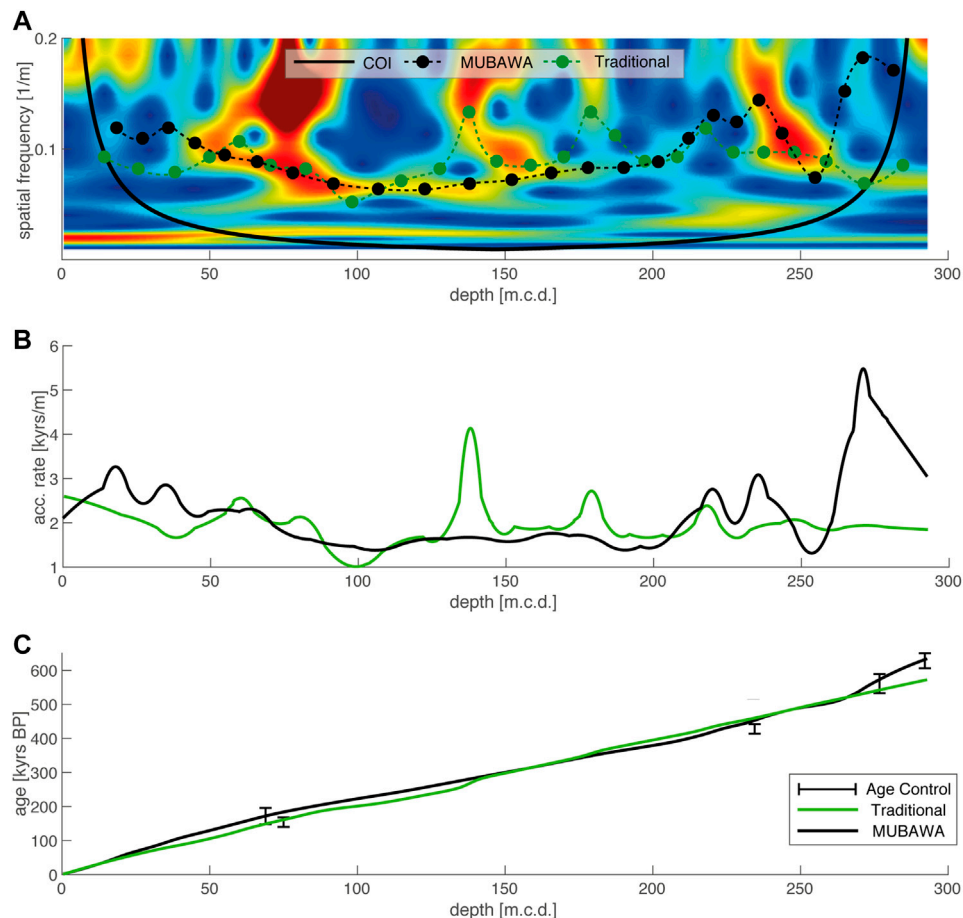 A
0.2
0.1
0
spatial frequency [1/m]
COI MUBAWA Traditional
0 50 100 150 200 250 300
depth [m.c.d.]
B
6
5
4
3
2
1
acc. rate [kyrs/m]
0 50 100 150 200 250 300
depth [m.c.d.]
C
600
500
400
300
200
100
0
age [kyrs BP]
Age Control
Traditional
MUBAWA
0 50 100 150 200 250 300
depth [m.c.d.]